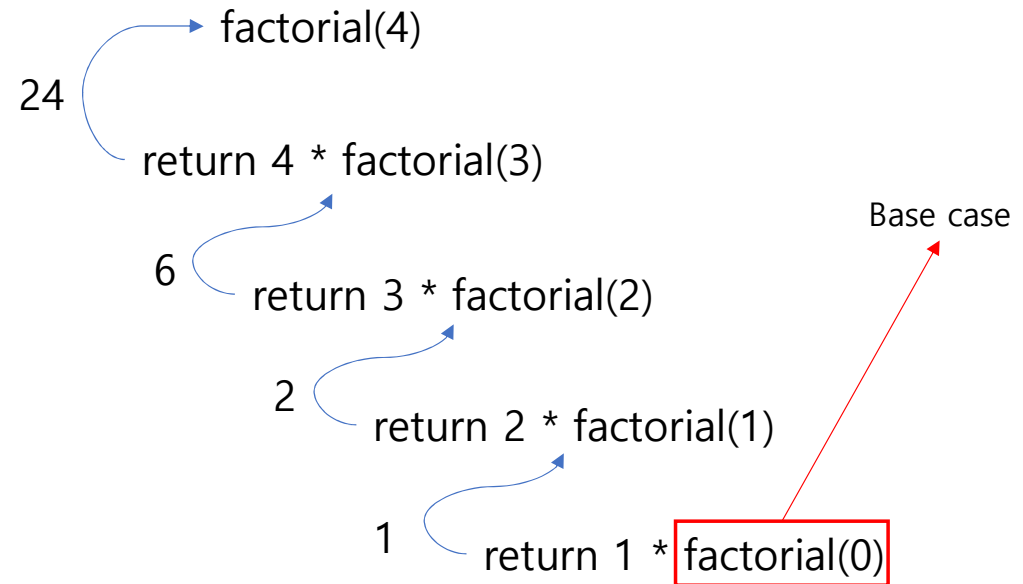 factorial(4)
24
return 4 * factorial(3)
Base case
6
return 3 * factorial(2)
2
return 2 * factorial(1)
1
return 1 * factorial(0)